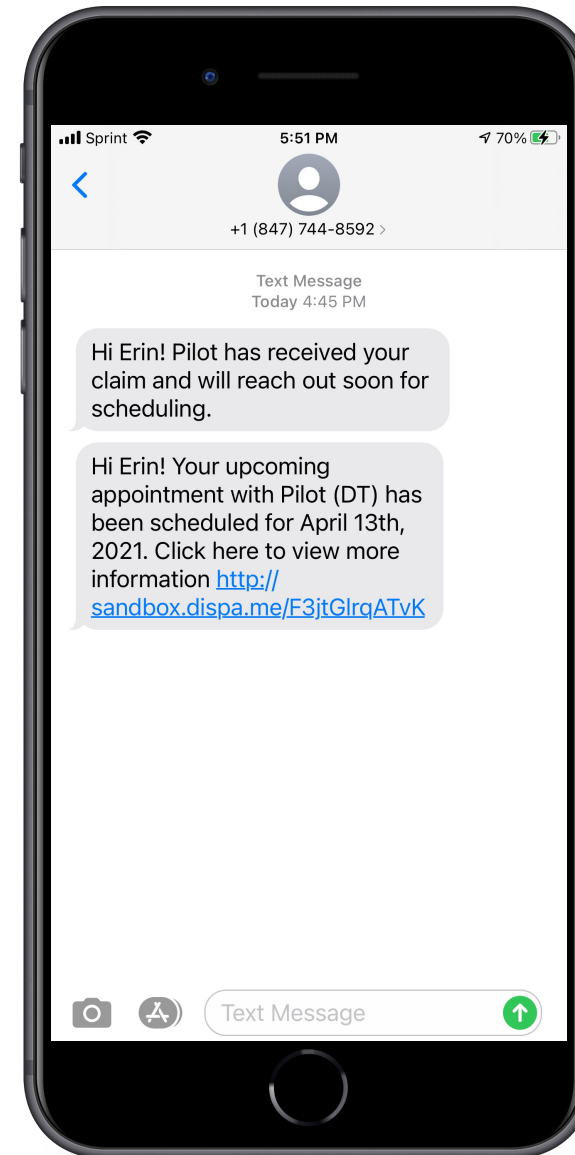 Sprint 5:51 PM 70%
+1 (847) 744-8592 >
Text Message
Today 4:45 PM
Hi Erin! Pilot has received your
claim and will reach out soon for
scheduling.
Hi Erin! Your upcoming
appointment with Pilot (DT) has
been scheduled for April 13th,
2021. Click here to view more
information http://
sandbox.dispa.me/F3jtGlrqATvK
Text Message